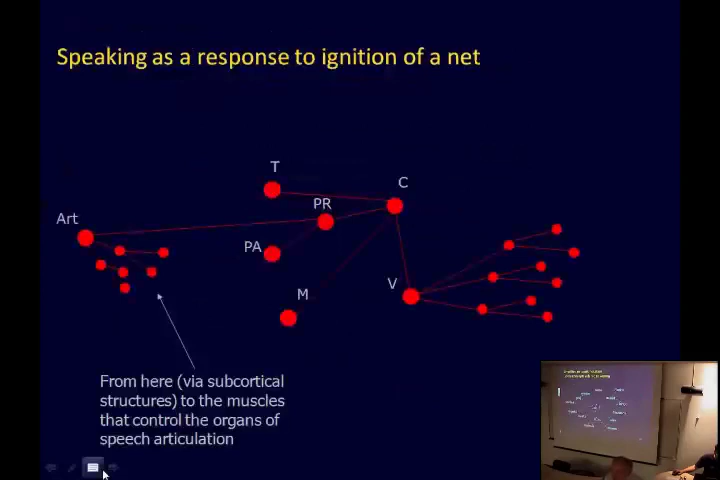 Speaking as a response to ignition of a net
T
C
PR
Art
PA
V
M
From here (via subcortical
structures) to the muscles
that control the organs of
speech articulation